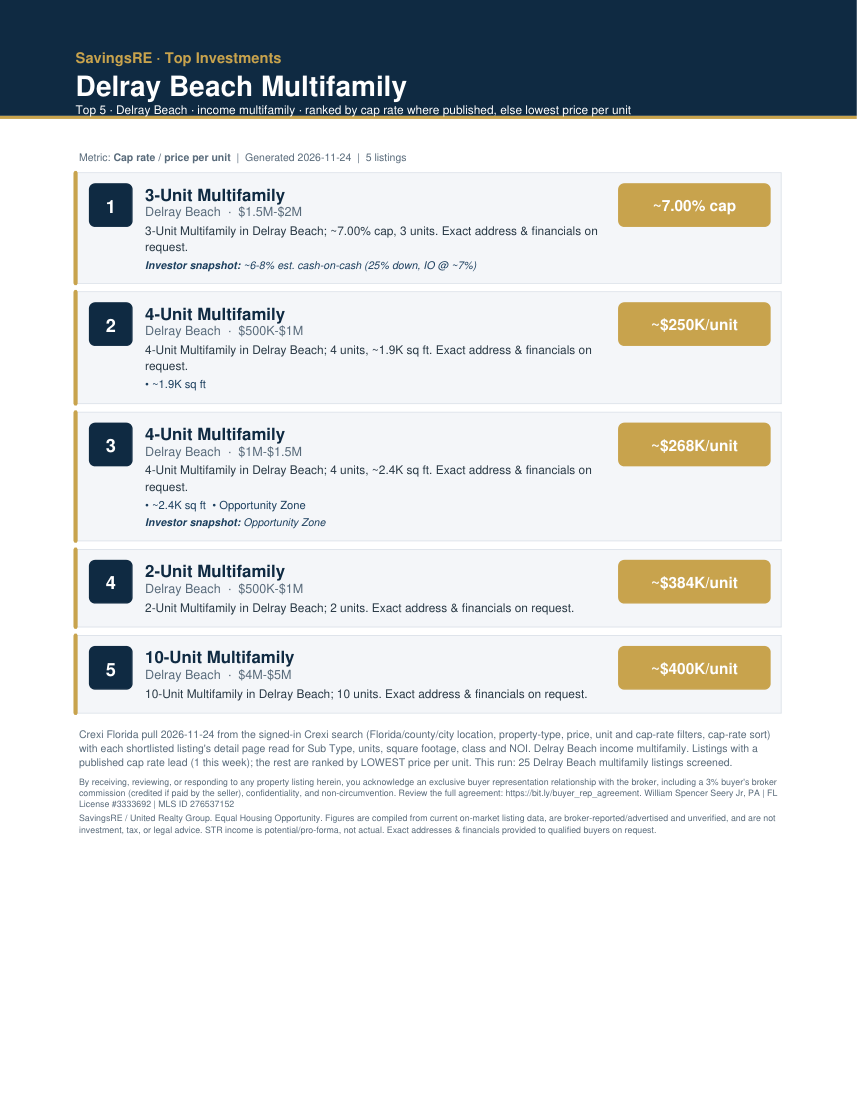 SavingsRE · Top Investments
Delray Beach Multifamily
Top 5 · Delray Beach · income multifamily · ranked by cap rate where published, else lowest price per unit
Metric: Cap rate / price per unit | Generated 2026-11-24 | 5 listings
1
3-Unit Multifamily
Delray Beach · $1.5M-$2M
3-Unit Multifamily in Delray Beach; ~7.00% cap, 3 units. Exact address & financials on
request.
Investor snapshot: ~6-8% est. cash-on-cash (25% down, IO @ ~7%)
~7.00% cap
2
4-Unit Multifamily
Delray Beach · $500K-$1M
4-Unit Multifamily in Delray Beach; 4 units, ~1.9K sq ft. Exact address & financials on
request.
• ~1.9K sq ft
~$250K/unit
3
4-Unit Multifamily
Delray Beach · $1M-$1.5M
4-Unit Multifamily in Delray Beach; 4 units, ~2.4K sq ft. Exact address & financials on
request.
• ~2.4K sq ft • Opportunity Zone
Investor snapshot: Opportunity Zone
~$268K/unit
4
2-Unit Multifamily
Delray Beach · $500K-$1M
2-Unit Multifamily in Delray Beach; 2 units. Exact address & financials on request.
~$384K/unit
5
10-Unit Multifamily
Delray Beach · $4M-$5M
10-Unit Multifamily in Delray Beach; 10 units. Exact address & financials on request.
~$400K/unit
Crexi Florida pull 2026-11-24 from the signed-in Crexi search (Florida/county/city location, property-type, price, unit and cap-rate filters, cap-rate sort)
with each shortlisted listing's detail page read for Sub Type, units, square footage, class and NOI. Delray Beach income multifamily. Listings with a
published cap rate lead (1 this week); the rest are ranked by LOWEST price per unit. This run: 25 Delray Beach multifamily listings screened.
By receiving, reviewing, or responding to any property listing herein, you acknowledge an exclusive buyer representation relationship with the broker, including a 3% buyer's broker
commission (credited if paid by the seller), confidentiality, and non-circumvention. Review the full agreement: https://bit.ly/buyer_rep_agreement. William Spencer Seery Jr, PA | FL
License #3333692 | MLS ID 276537152
SavingsRE / United Realty Group. Equal Housing Opportunity. Figures are compiled from current on-market listing data, are broker-reported/advertised and unverified, and are not
investment, tax, or legal advice. STR income is potential/pro-forma, not actual. Exact addresses & financials provided to qualified buyers on request.